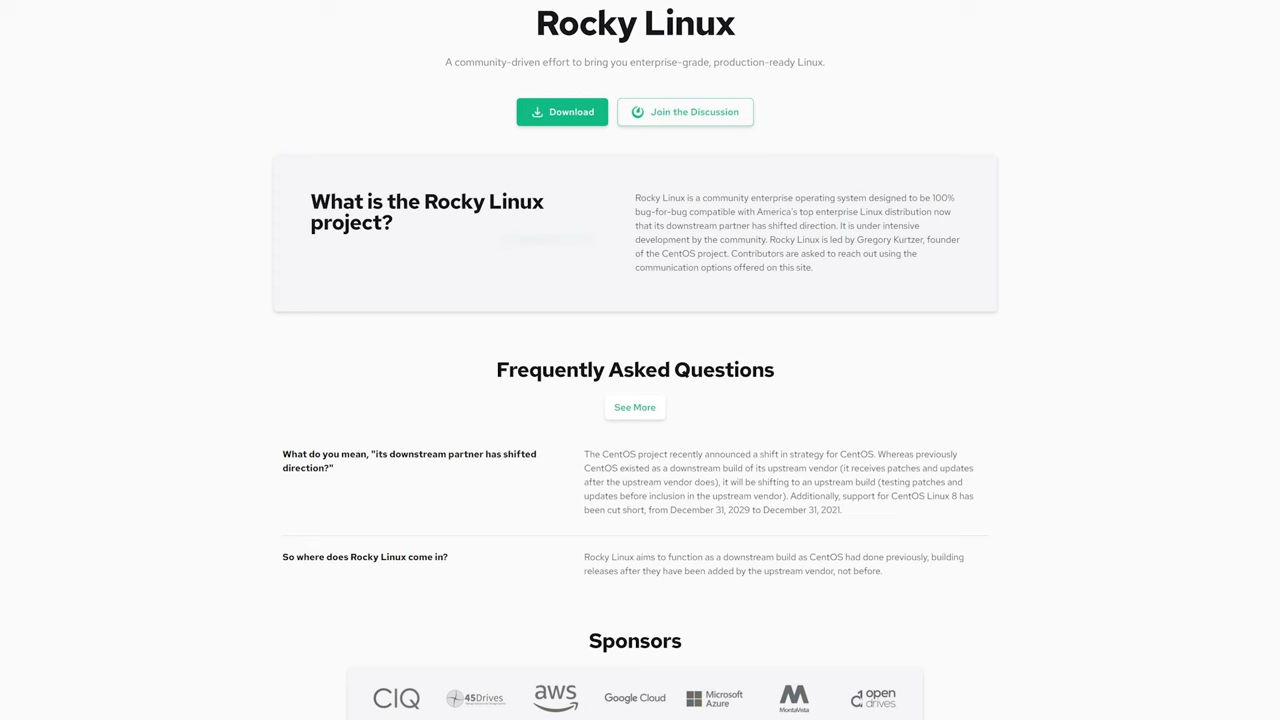 Rocky Linux
A community-driven effort to bring you enterprise-grade, production-ready Linux.
Download
Join the Discussion
What is the Rocky Linux
project?
Rocky Linux is a community enterprise operating system designed to be 100%
bug-for-bug compatible with America's top enterprise Linux distribution now
that its downstream partner has shifted direction. It is under intensive
development by the community. Rocky Linux is led by Gregory Kurtzer, founder
of the CentOS project. Contributors are asked to reach out using the
communication options offered on this site.
Frequently Asked Questions
See More
What do you mean, "its downstream partner has shifted
direction?"
The CentOS project recently announced a shift in strategy for CentOS. Whereas previously
CentOS existed as a downstream build of its upstream vendor (it receives patches and updates
after the upstream vendor does), it will be shifting to an upstream build (testing patches and
updates before inclusion in the upstream vendor). Additionally, support for CentOS Linux 8 has
been cut short, from December 31, 2029 to December 31, 2021.
So where does Rocky Linux come in?
Rocky Linux aims to function as a downstream build as CentOS had done previously, building
releases after they have been added by the upstream vendor, not before.
Sponsors
CIQ
45Drives
aws
Google Cloud
Microsoft
Azure
MontaVista
open
drives